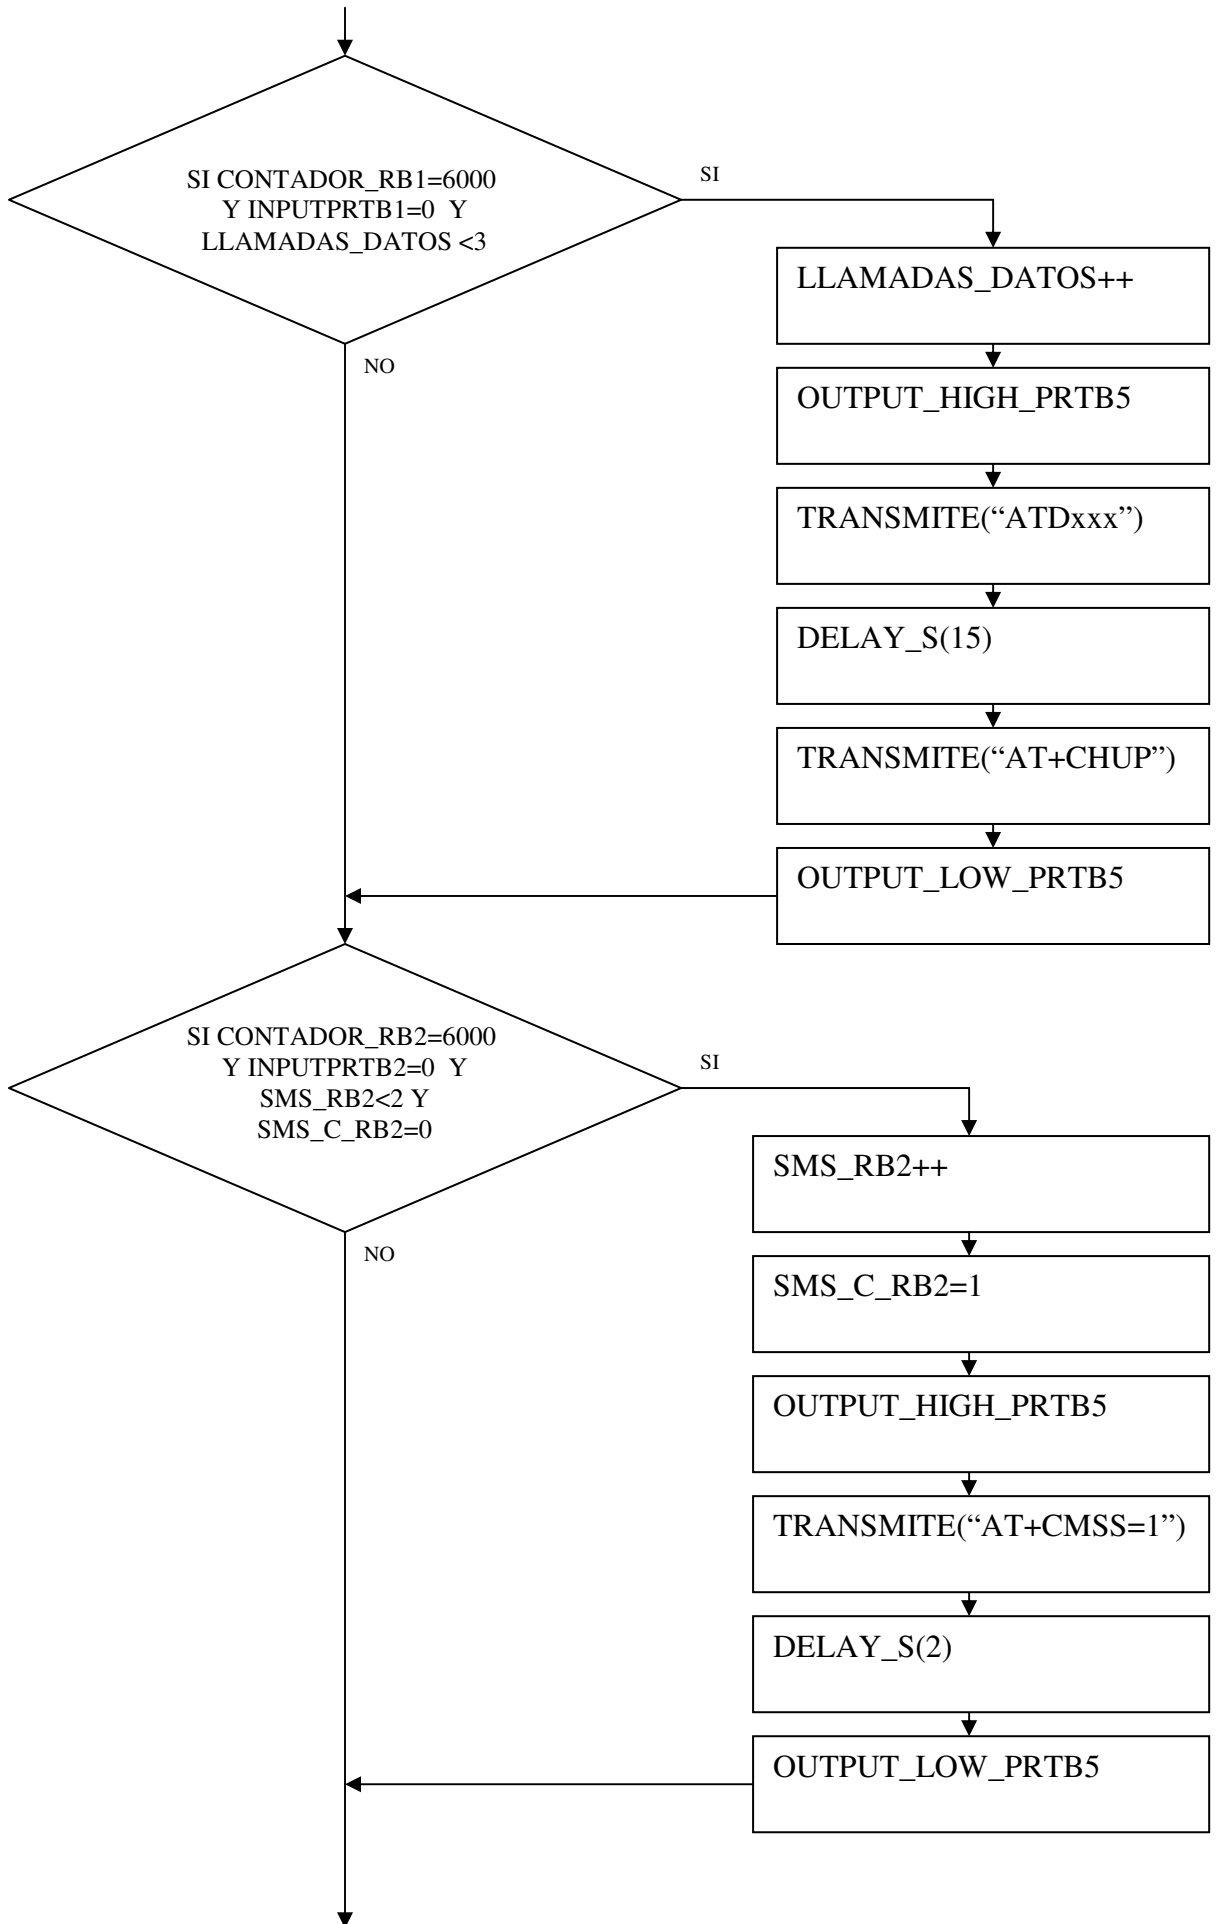 SI CONTADOR_RB1=6000
Y INPUTPRTB1=0 Y
LLAMADAS_DATOS <3
SI
NO
LLAMADAS_DATOS++
OUTPUT_HIGH_PRTB5
TRANSMITE(“ATDxxx”)
DELAY_S(15)
TRANSMITE(“AT+CHUP”)
OUTPUT_LOW_PRTB5
SI CONTADOR_RB2=6000
Y INPUTPRTB2=0 Y
SMS_RB2<2 Y
SMS_C_RB2=0
SI
NO
SMS_RB2++
SMS_C_RB2=1
OUTPUT_HIGH_PRTB5
TRANSMITE(“AT+CMSS=1”)
DELAY_S(2)
OUTPUT_LOW_PRTB5